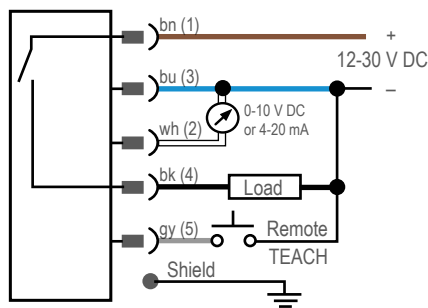 bn (1)
+
12-30 V DC
bu (3)
–
0-10 V DC
or 4-20 mA
wh (2)
bk (4)
Load
gy (5)
Remote
TEACH
Shield